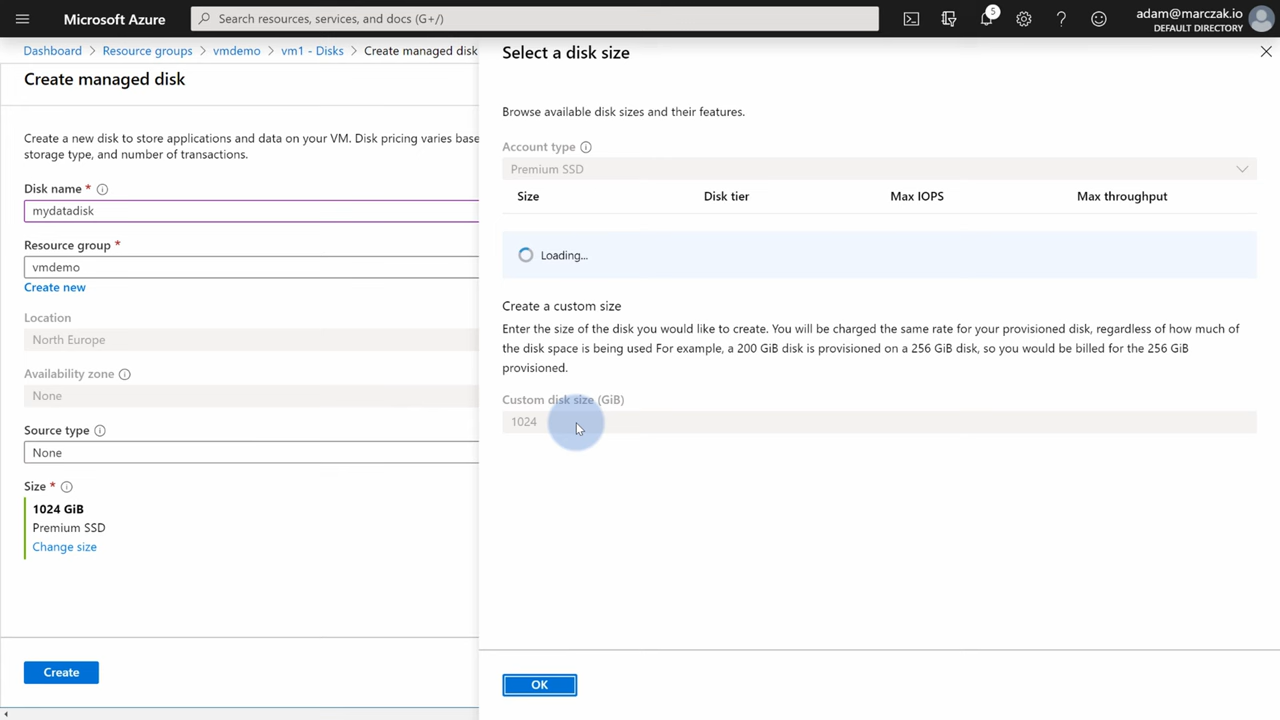 Microsoft Azure
Search resources, services, and docs (G+/)
5
adam@marczak.io
DEFAULT DIRECTORY
Dashboard > Resource groups > vmdemo > vm1 - Disks > Create managed disk
Create managed disk
Create a new disk to store applications and data on your VM. Disk pricing varies base
storage type, and number of transactions.
Disk name *
mydatadisk
Resource group *
vmdemo
Create new
Location
North Europe
Availability zone
None
Source type
None
Size *
1024 GiB
Premium SSD
Change size
Create
Select a disk size
Browse available disk sizes and their features.
Account type
Premium SSD
Size Disk tier Max IOPS Max throughput
Loading...
Create a custom size
Enter the size of the disk you would like to create. You will be charged the same rate for your provisioned disk, regardless of how much of
the disk space is being used For example, a 200 GiB disk is provisioned on a 256 GiB disk, so you would be billed for the 256 GiB
provisioned.
Custom disk size (GiB)
1024
OK